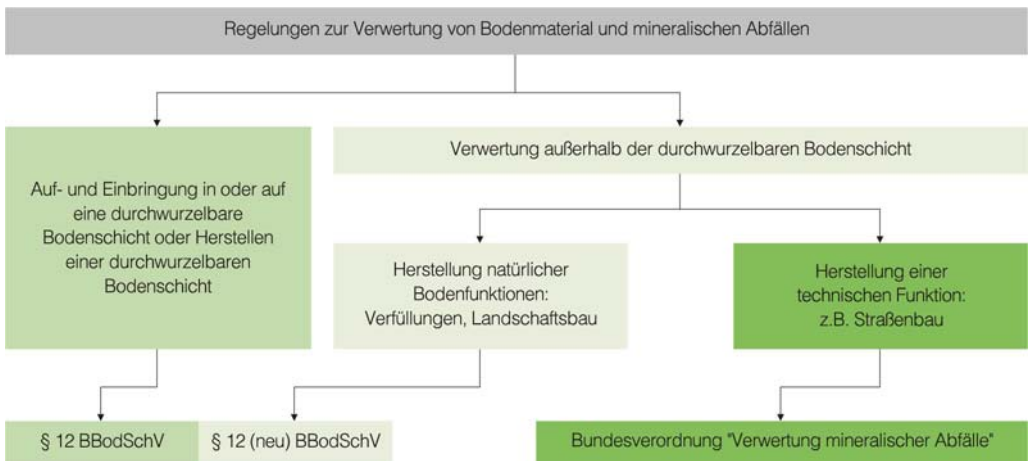 Regelungen zur Verwertung von Bodenmaterial und mineralischen Abfällen
Auf- und Einbringung in oder auf
eine durchwurzelbare
Bodenschicht oder Herstellen
einer durchwurzelbaren
Bodenschicht
Verwertung außerhalb der durchwurzelbaren Bodenschicht
Herstellung natürlicher
Bodenfunktionen:
Verfüllungen, Landschaftsbau
Herstellung einer
technischen Funktion:
z.B. Straßenbau
§ 12 BBodSchV
§ 12 (neu) BBodSchV
Bundesverordnung "Verwertung mineralischer Abfälle"